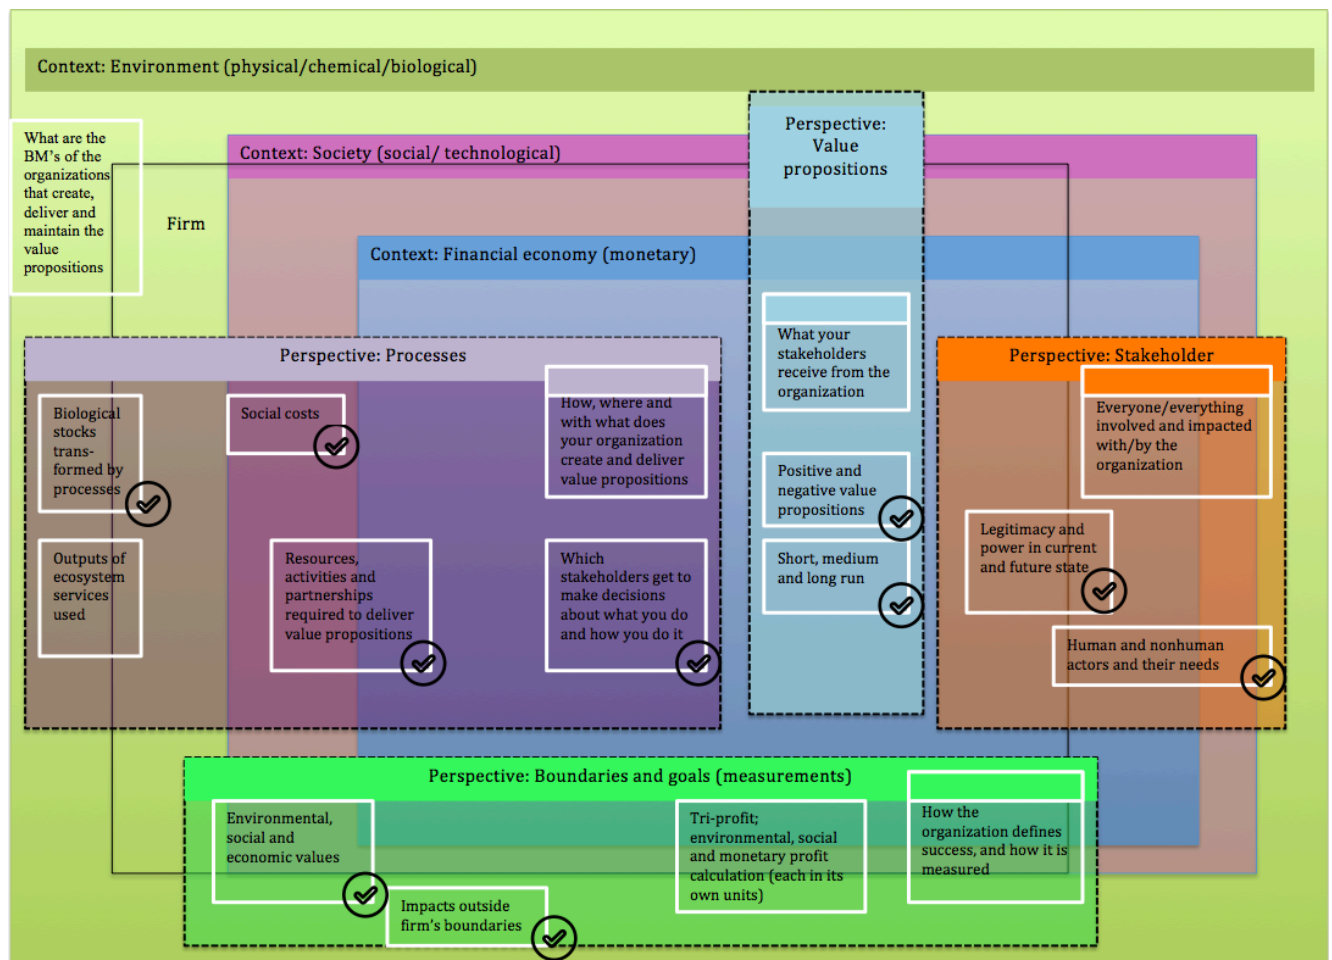 Context: Environment (physical/chemical/biological)
What are the
BM's of the
organizations
that create,
deliver and
maintain the
value
propositions
Firm
Context: Society (social/ technological)
Perspective:
Value
propositions
Context: Financial economy (monetary)
Perspective: Processes
Biological
stocks
trans-
formed by
processes
Social costs
How, where and
with what does
your organization
create and deliver
value propositions
Outputs of
ecosystem
services
used
Resources,
activities and
partnerships
required to deliver
value propositions
Which
stakeholders get to
make decisions
about what you do
and how you do it
What your
stakeholders
receive from the
organization
Positive and
negative value
propositions
Short, medium
and long run
Perspective: Stakeholder
Everyone/everything
involved and impacted
with/by the
organization
Legitimacy and
power in current
and future state
Human and nonhuman
actors and their needs
Perspective: Boundaries and goals (measurements)
Environmental,
social and
economic values
Impacts outside
firm's boundaries
Tri-profit;
environmental, social
and monetary profit
calculation (each in its
own units)
How the
organization defines
success, and how it is
measured